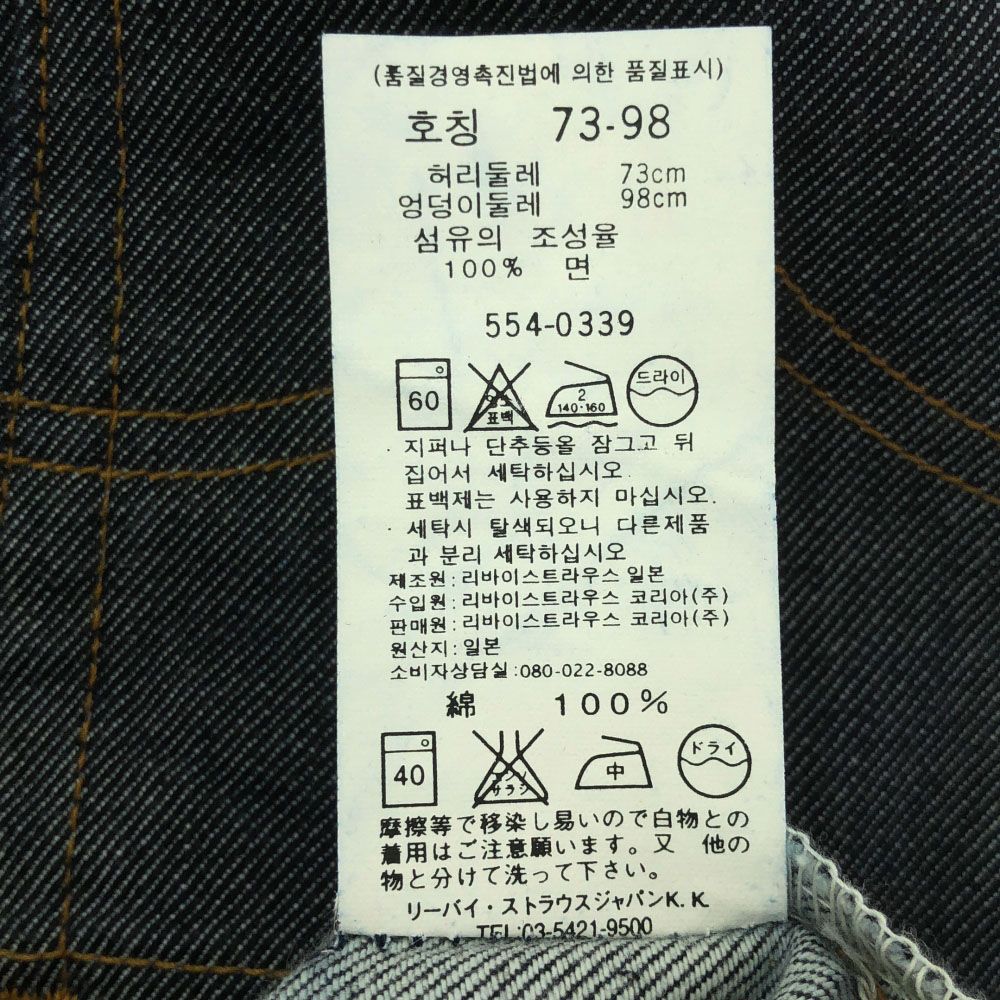 (품질경영촉진법에 의한 품질표시)
호칭 73-98
허리둘레 73cm
엉덩이둘레 98cm
섬유의 조성율
100% 면
554-0339
60 염소 표백 2 140·160 드라이
지퍼나 단추등올 잠그고 뒤
집어서 세탁하십시오.
표백제는 사용하지 마십시오.
세탁시 탈색되오니 다른제품
과 분리 세탁하십시오
제조원:리바이스트라우스 일본
수입원:리바이스트라우스 코리아(주)
판매원:리바이스트라우스 코리아(주)
원산지:일본
소비자상담실:080-022-8088
綿 100%
40 エンソ サラシ 中 ドライ
摩擦等で移染し易いので白物との
着用はご注意願います。又 他の
物と分けて洗って下さい。
リーバイ・ストラウスジャパンK.K.
TEL:03-5421-9500